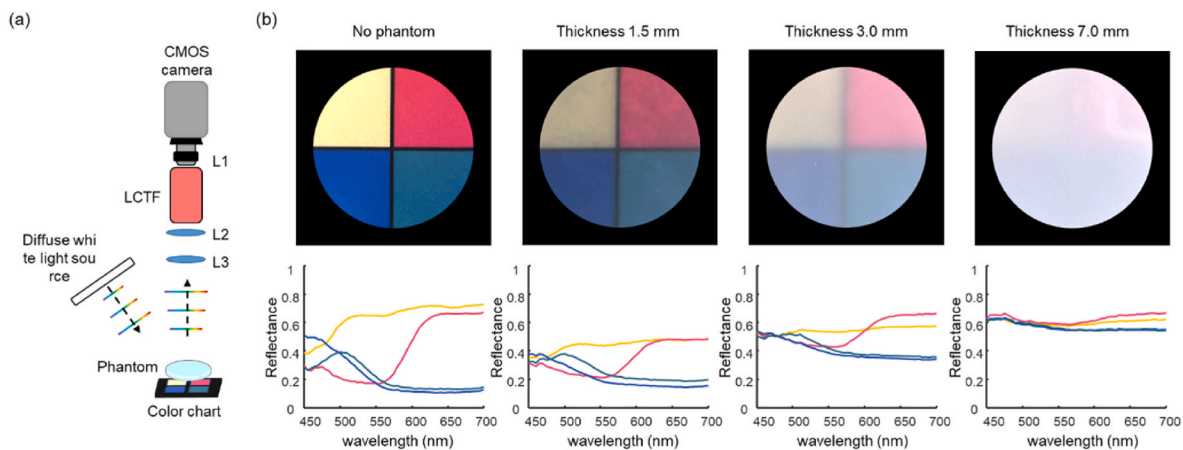 (a)
CMOS
camera
L1
LCTF
L2
Diffuse whi
te light sou
rce
L3
Phantom
Color chart
(b)
No phantom
Thickness 1.5 mm
Thickness 3.0 mm
Thickness 7.0 mm
Reflectance
1
0.8
0.6
0.4
0.2
0
450 500 550 600 650 700
wavelength (nm)
Reflectance
1
0.8
0.6
0.4
0.2
0
450 500 550 600 650 700
wavelength (nm)
Reflectance
1
0.8
0.6
0.4
0.2
0
450 500 550 600 650 700
wavelength (nm)
Reflectance
1
0.8
0.6
0.4
0.2
0
450 500 550 600 650 700
wavelength (nm)